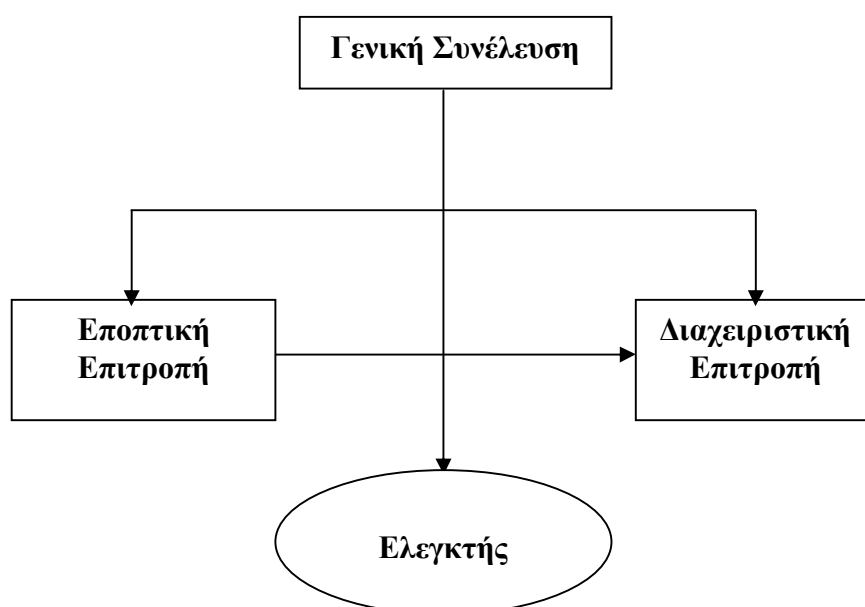 Γενική Συνέλευση
Εποπτική
Επιτροπή
Διαχειριστική
Επιτροπή
Ελεγκτής